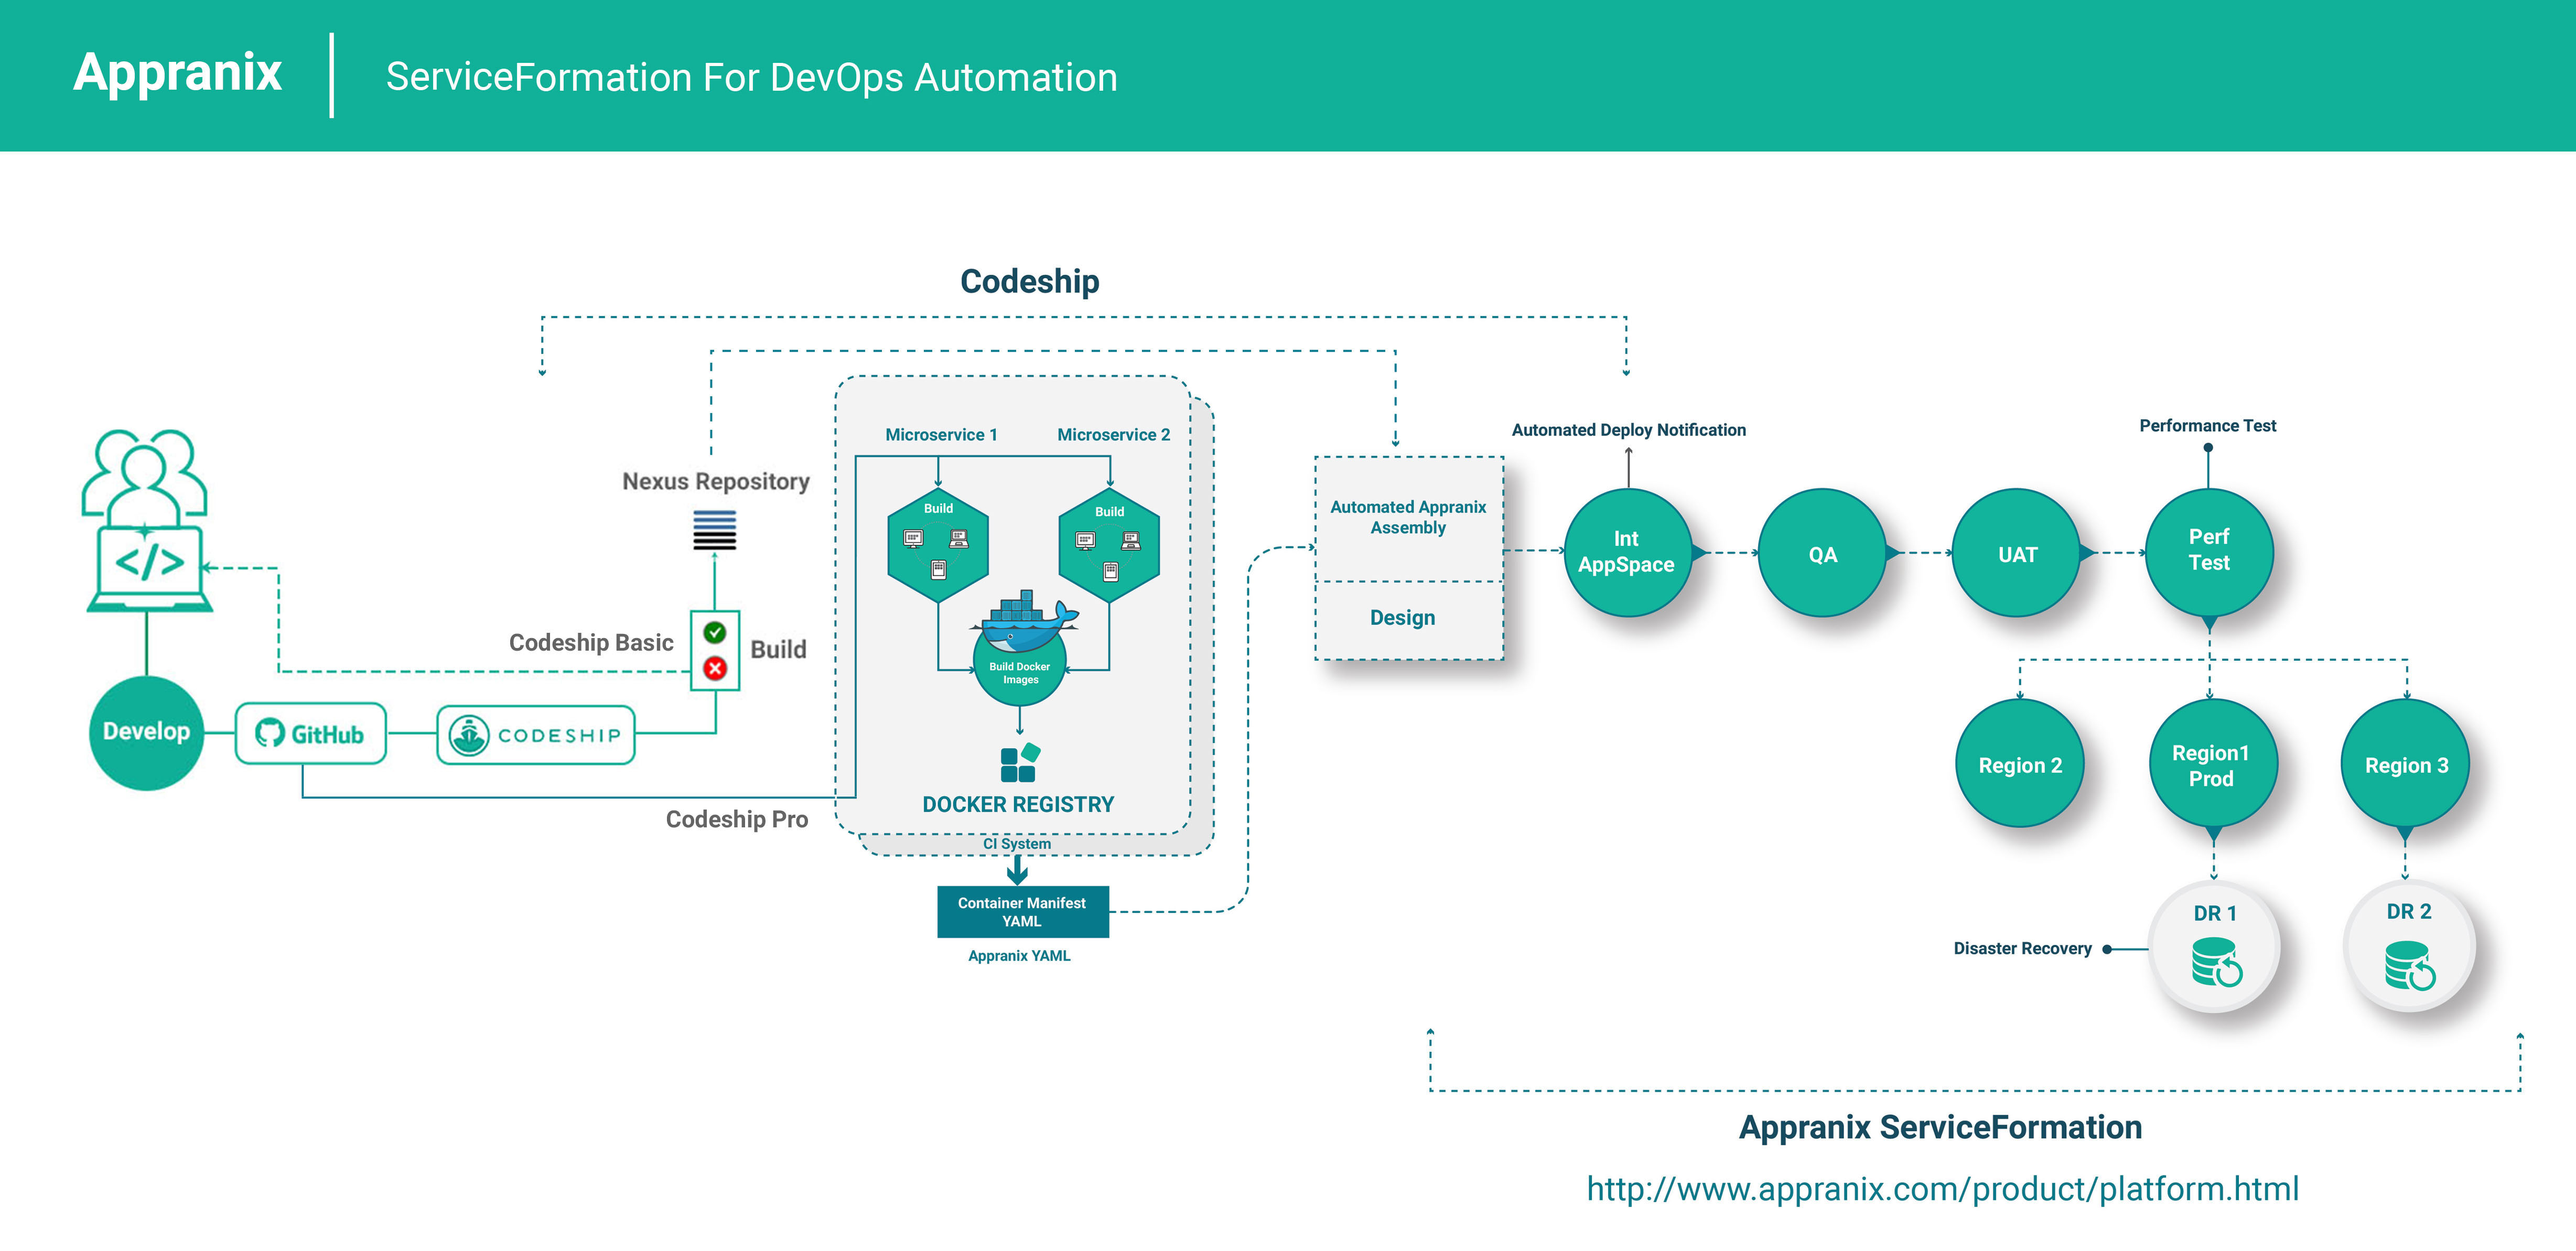 Appranix
ServiceFormation For DevOps Automation
Codeship
Automated Deploy Notification
Performance Test
Microservice 1
Microservice 2
Nexus Repository
Build
Build
Automated Appranix
Assembly
Int
AppSpace
QA
UAT
Perf
Test
</>
Design
Codeship Basic
Build
Build Docker
Images
Develop
GitHub
CODESHIP
DOCKER REGISTRY
Codeship Pro
CI System
Region 2
Region1
Prod
Region 3
Container Manifest
YAML
Appranix YAML
DR 1
DR 2
Disaster Recovery
Appranix ServiceFormation
http://www.appranix.com/product/platform.html